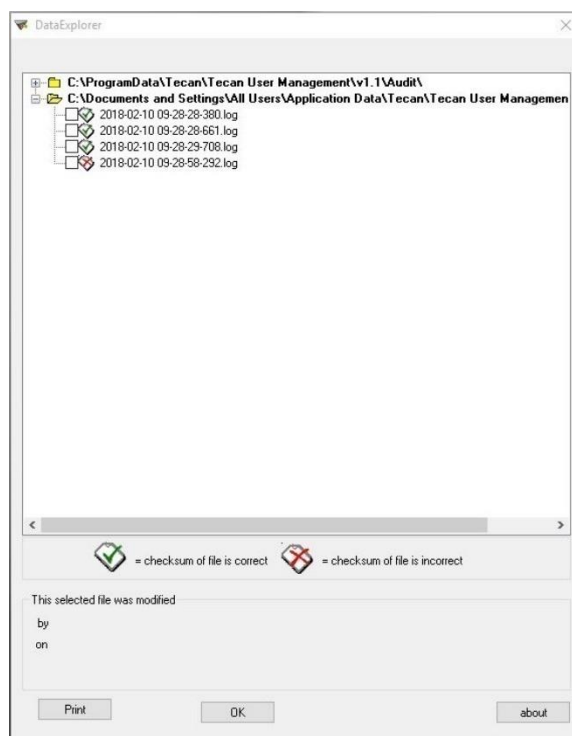 DataExplorer
C:\ProgramData\Tecan\Tecan User Management\v1.1\Audit\
C:\Documents and Settings\All Users\Application Data\Tecan\Tecan User Managemen
2018-02-10 09-28-28-380.log
2018-02-10 09-28-28-661.log
2018-02-10 09-28-29-708.log
2018-02-10 09-28-58-292.log
= checksum of file is correct = checksum of file is incorrect
This selected file was modified
by
on
Print OK about